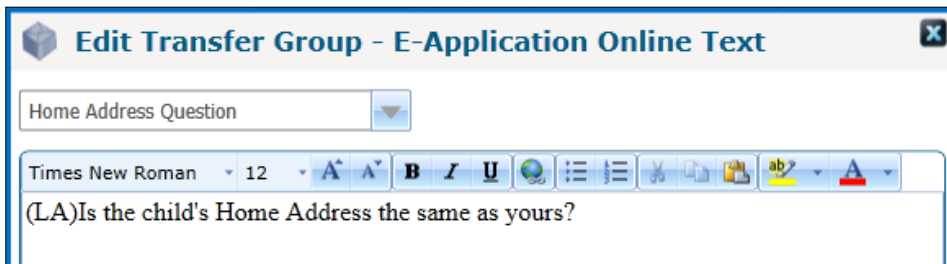 Edit Transfer Group - E-Application Online Text
Home Address Question
Times New Roman 12 A A B I U ab A
(LA)Is the child's Home Address the same as yours?